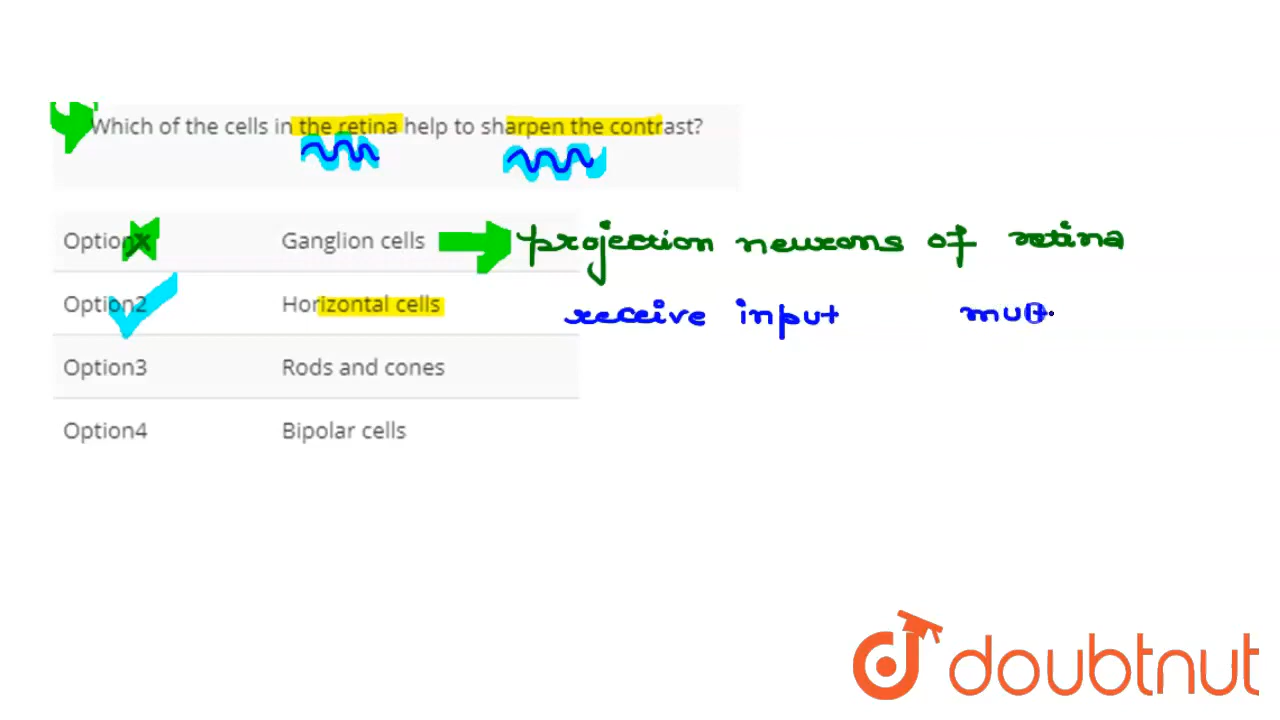 Which of the cells in the retina help to sharpen the contrast?
Option Ganglion cells projection neurons of retina
Option2 Horizontal cells receive input
Option3 Rods and cones
Option4 Bipolar cells
doubtnut